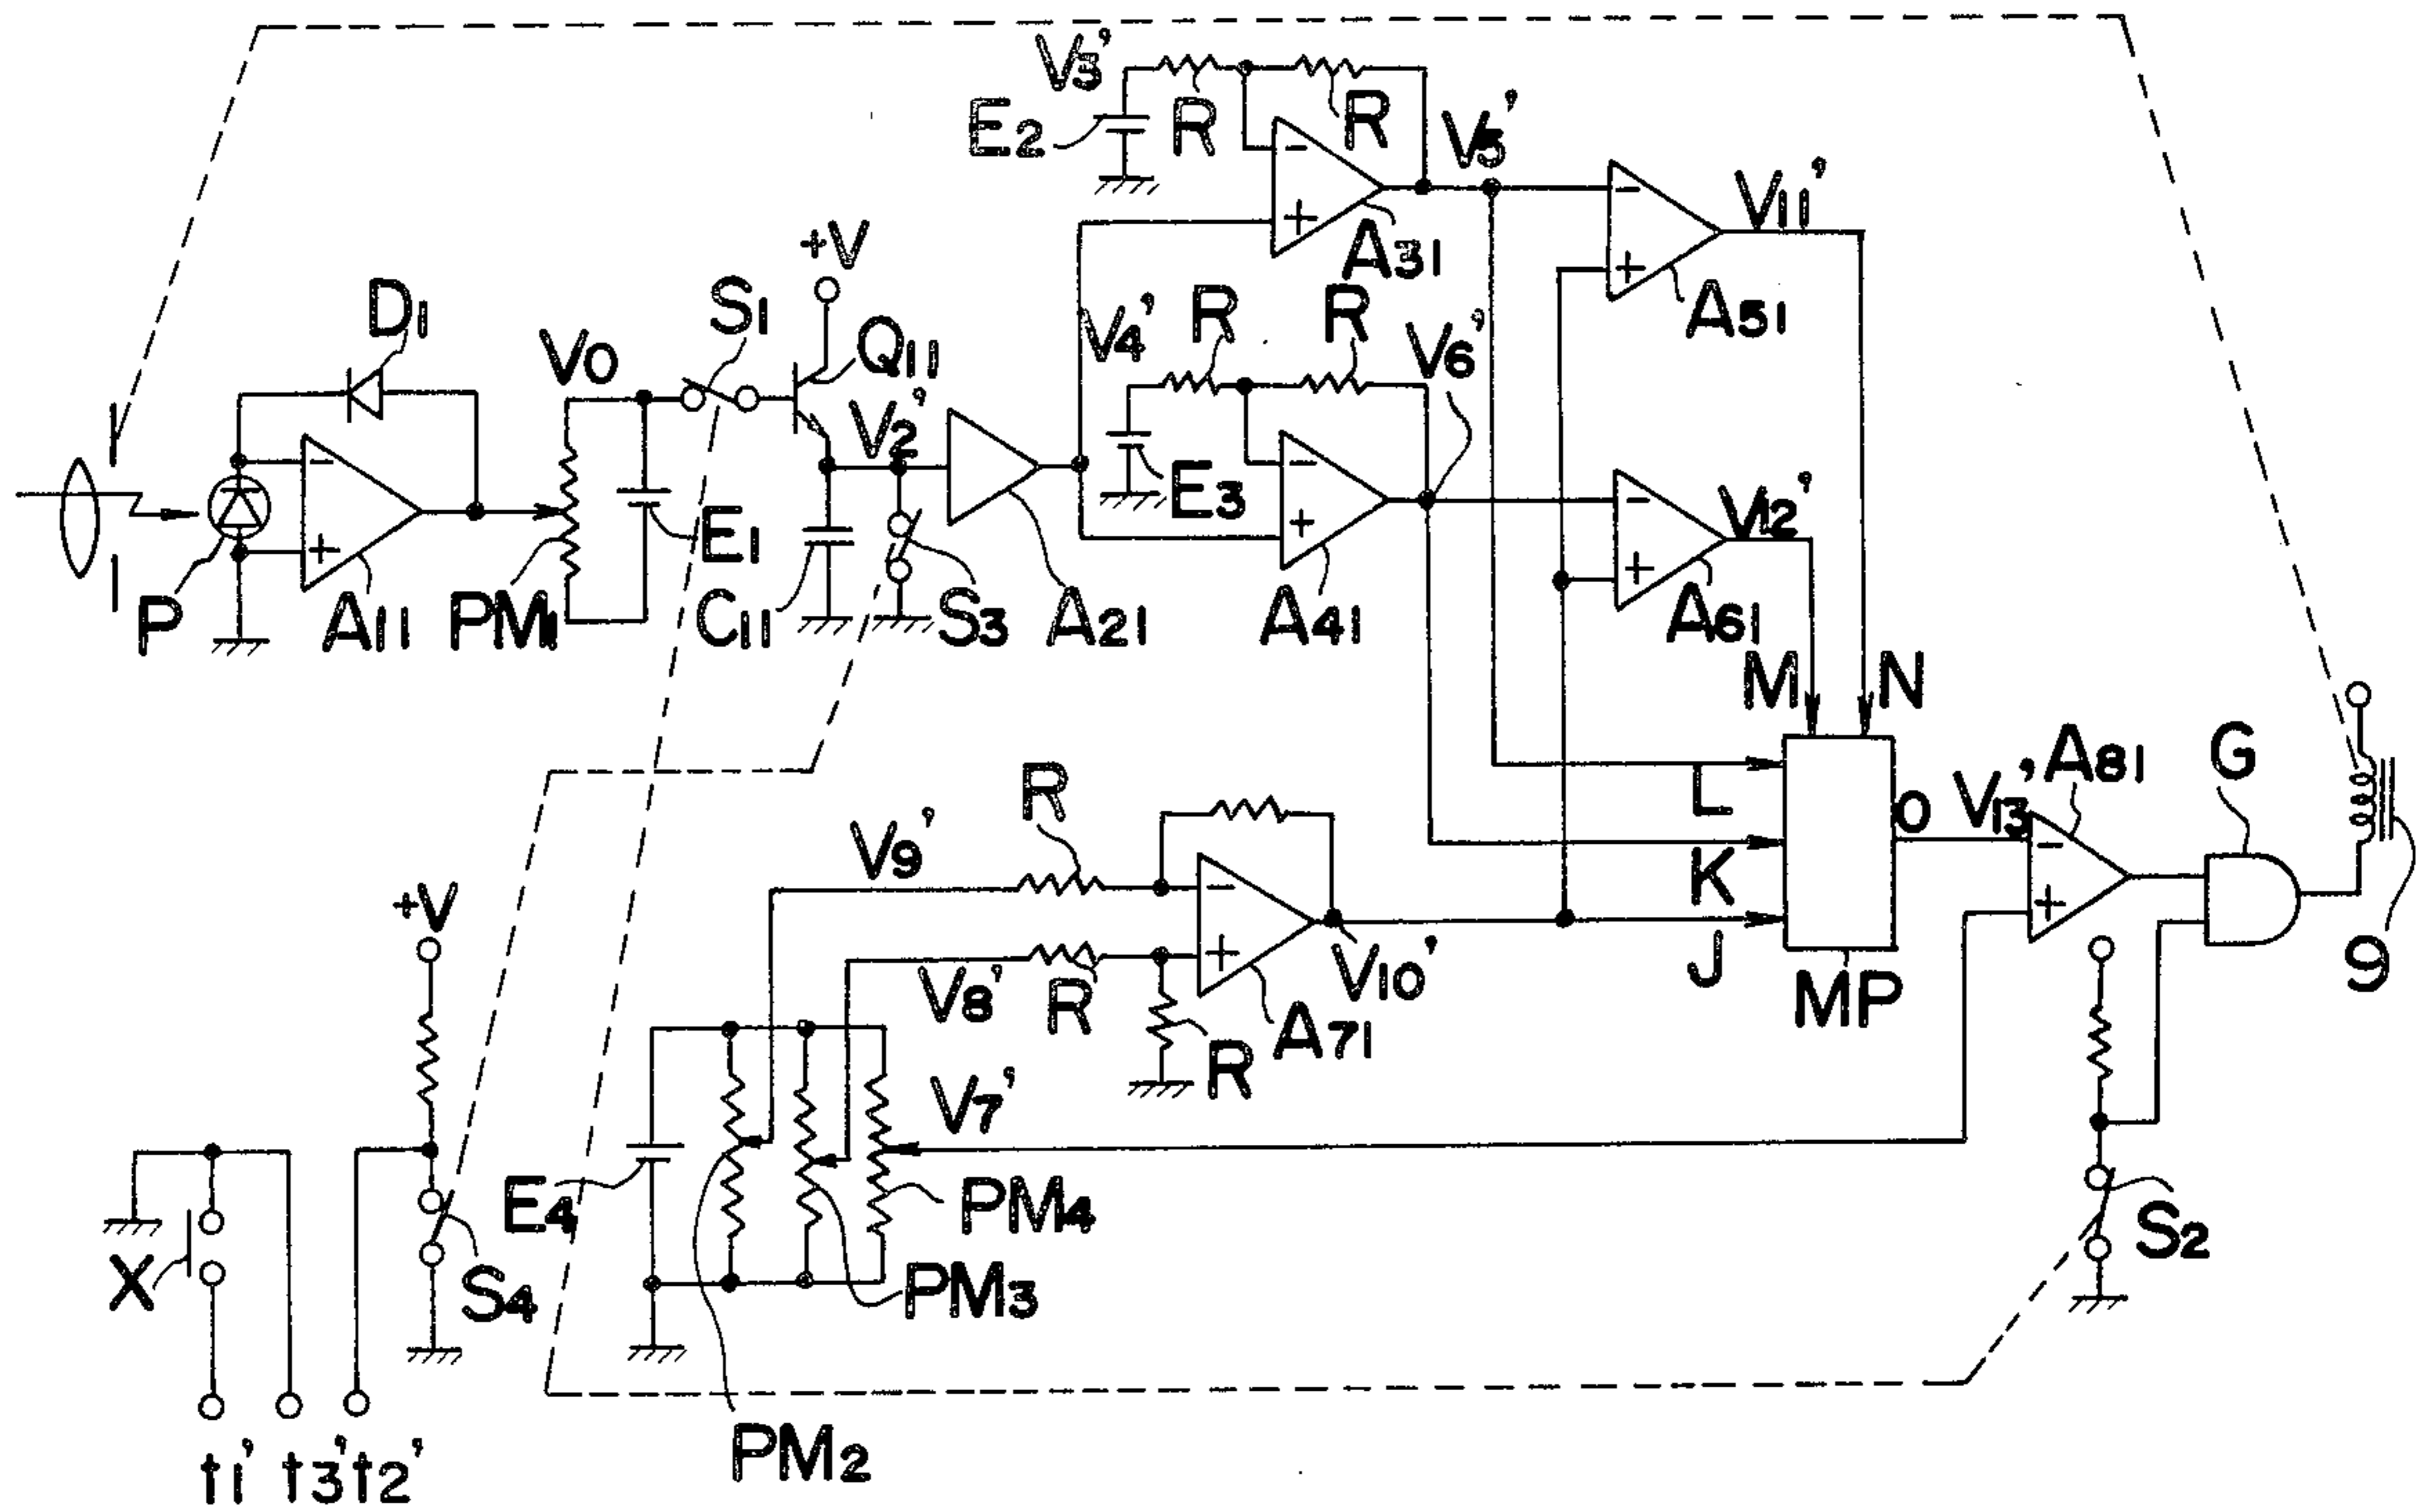 V3'
E2
R
R
V5'
V11'
+V
A31
A51
D1
S1
V0
Q11
V4'
R
R
V6'
V2'
E3
V12'
E1
P
A11
PM1
C11
S3
A21
A41
A61
M
N
-
+
-
+
-
+
-
+
-
+
R
L
O
V13'
A81
G
V9'
K
-
+
-
+
+V
V8'
R
V10'
J
MP
9
A71
R
V7'
E4
PM4
S2
X
S4
PM3
PM2
t1'
t3'
t2'